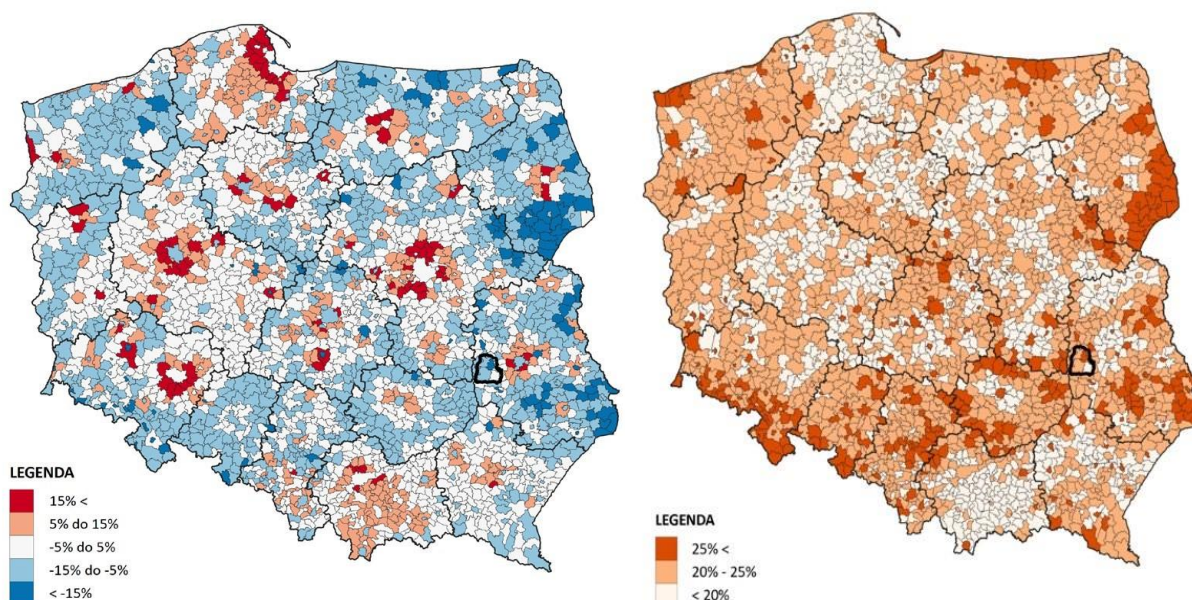 LEGENDA
15% <
5% do 15%
-5% do 5%
-15% do -5%
< -15%
LEGENDA
25% <
20% - 25%
< 20%